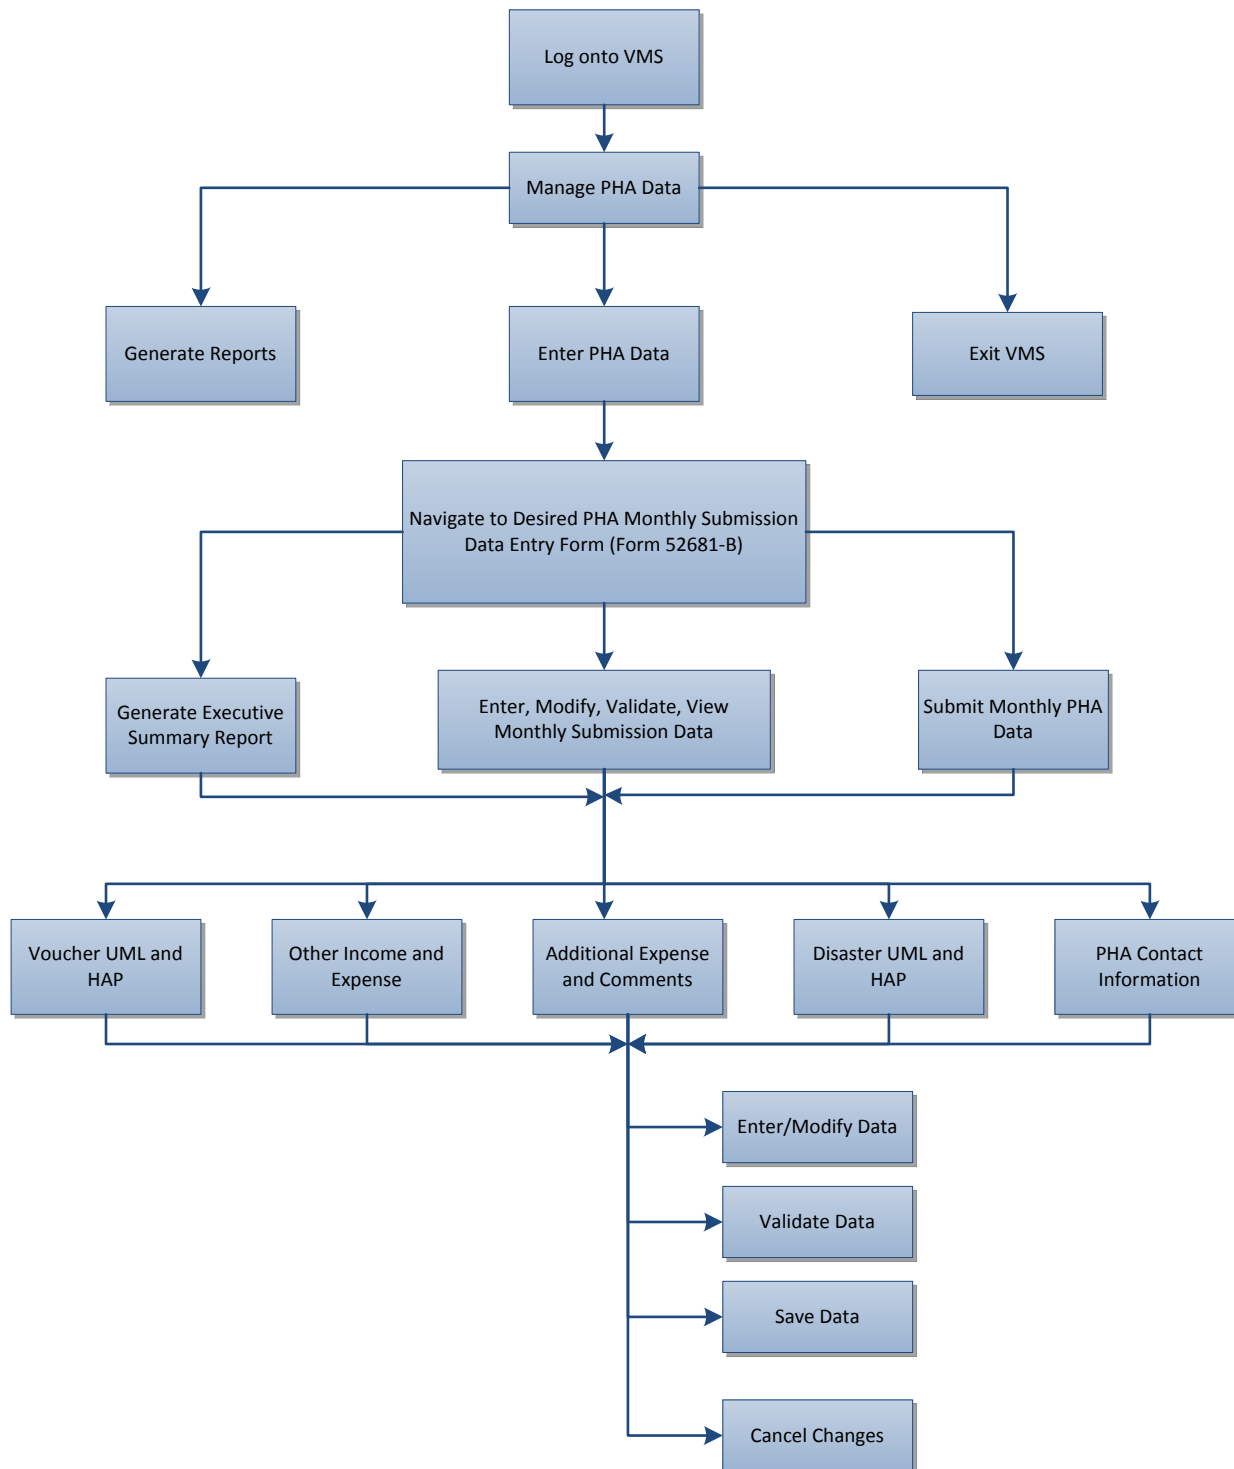 Log onto VMS
Manage PHA Data
Generate Reports
Enter PHA Data
Exit VMS
Navigate to Desired PHA Monthly Submission
Data Entry Form (Form 52681-B)
Generate Executive
Summary Report
Enter, Modify, Validate, View
Monthly Submission Data
Submit Monthly PHA
Data
Voucher UML and
HAP
Other Income and
Expense
Additional Expense
and Comments
Disaster UML and
HAP
PHA Contact
Information
Enter/Modify Data
Validate Data
Save Data
Cancel Changes